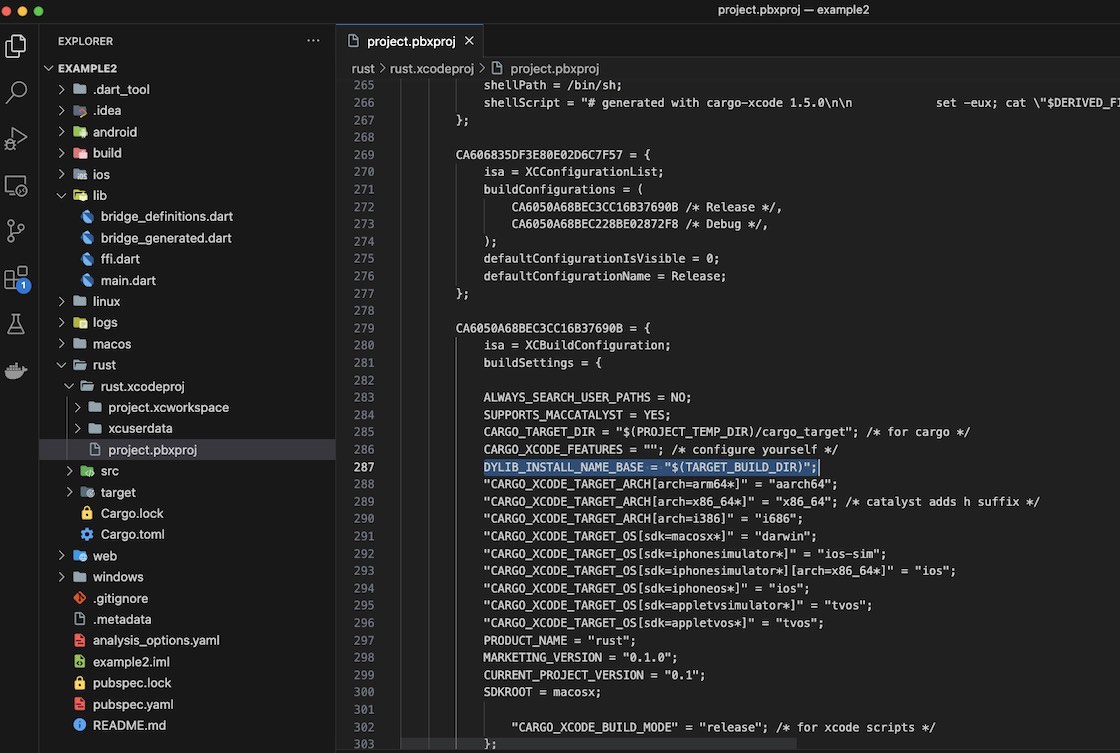 project.pbxproj — example2
EXPLORER
EXAMPLE2
.dart_tool
.idea
android
build
ios
lib
bridge_definitions.dart
bridge_generated.dart
ffi.dart
main.dart
linux
logs
macos
rust
rust.xcodeproj
project.xcworkspace
xcuserdata
project.pbxproj
src
target
Cargo.lock
Cargo.toml
web
windows
.gitignore
.metadata
analysis_options.yaml
example2.iml
pubspec.lock
pubspec.yaml
README.md
1
project.pbxproj
rust > rust.xcodeproj > project.pbxproj
265 shellPath = /bin/sh;
266 shellScript = "# generated with cargo-xcode 1.5.0\n\n set -eux; cat \"$DERIVED_FI
267 };
268
269 CA606835DF3E80E02D6C7F57 = {
270 isa = XCConfigurationList;
271 buildConfigurations = (
272 CA6050A68BEC3CC16B37690B /* Release */,
273 CA6050A68BEC228BE02872F8 /* Debug */,
274 );
275 defaultConfigurationIsVisible = 0;
276 defaultConfigurationName = Release;
277 };
278
279 CA6050A68BEC3CC16B37690B = {
280 isa = XCBuildConfiguration;
281 buildSettings = {
282
283 ALWAYS_SEARCH_USER_PATHS = NO;
284 SUPPORTS_MACCATALYST = YES;
285 CARGO_TARGET_DIR = "$(PROJECT_TEMP_DIR)/cargo_target"; /* for cargo */
286 CARGO_XCODE_FEATURES = ""; /* configure yourself */
287 DYLIB_INSTALL_NAME_BASE = "$(TARGET_BUILD_DIR)";
288 "CARGO_XCODE_TARGET_ARCH[arch=arm64*]" = "aarch64";
289 "CARGO_XCODE_TARGET_ARCH[arch=x86_64*]" = "x86_64"; /* catalyst adds h suffix */
290 "CARGO_XCODE_TARGET_ARCH[arch=i386]" = "i686";
291 "CARGO_XCODE_TARGET_OS[sdk=macosx*]" = "darwin";
292 "CARGO_XCODE_TARGET_OS[sdk=iphonesimulator*]" = "ios-sim";
293 "CARGO_XCODE_TARGET_OS[sdk=iphonesimulator*][arch=x86_64*]" = "ios";
294 "CARGO_XCODE_TARGET_OS[sdk=iphoneos*]" = "ios";
295 "CARGO_XCODE_TARGET_OS[sdk=appletvsimulator*]" = "tvos";
296 "CARGO_XCODE_TARGET_OS[sdk=appletvos*]" = "tvos";
297 PRODUCT_NAME = "rust";
298 MARKETING_VERSION = "0.1.0";
299 CURRENT_PROJECT_VERSION = "0.1";
300 SDKROOT = macosx;
301
302 "CARGO_XCODE_BUILD_MODE" = "release"; /* for xcode scripts */
303 };